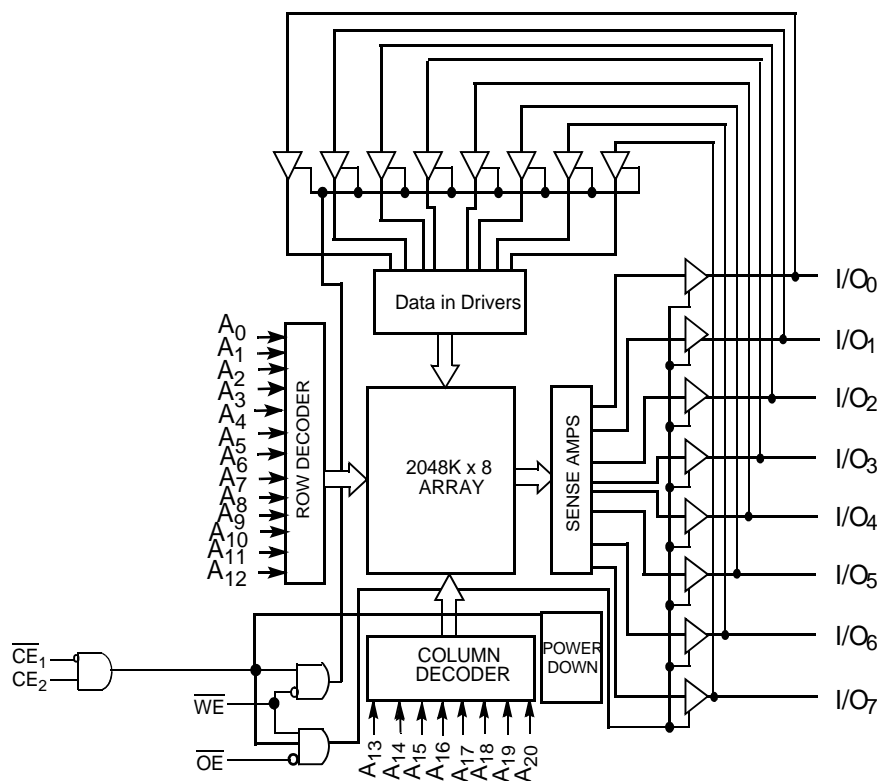 Data in Drivers
I/O0
I/O1
I/O2
I/O3
I/O4
I/O5
I/O6
I/O7
A0
A1
A2
A3
A4
A5
A6
A7
A8
A9
A10
A11
A12
ROW DECODER
2048K x 8
ARRAY
SENSE AMPS
COLUMN
DECODER
POWER
DOWN
CE1
CE2
WE
OE
A13
A14
A15
A16
A17
A18
A19
A20